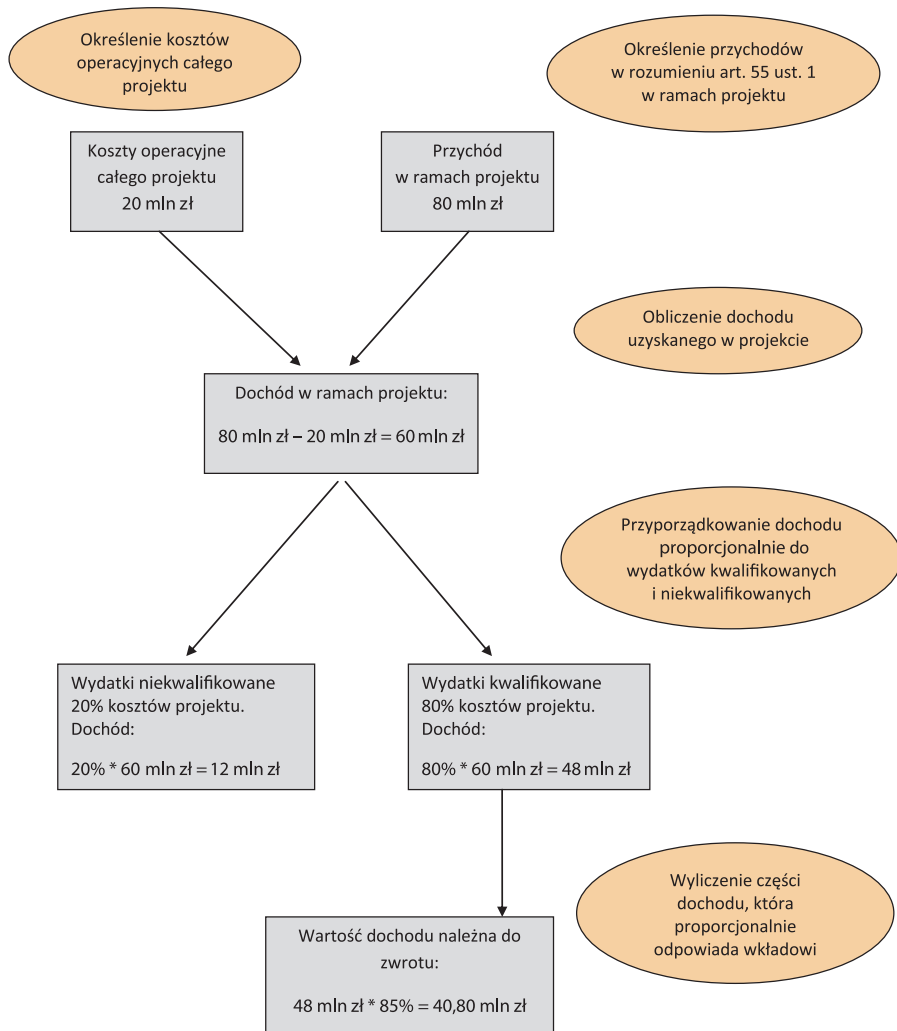 Określenie kosztów
operacyjnych całego
projektu
Określenie przychodów
w rozumieniu art. 55 ust. 1
w ramach projektu
Koszty operacyjne
całego projektu
20 mln zł
Przychód
w ramach projektu
80 mln zł
Obliczenie dochodu
uzyskanego w projekcie
Dochód w ramach projektu:
80 mln zł – 20 mln zł = 60 mln zł
Przyporządkowanie dochodu
proporcjonalnie do
wydatków kwalifikowanych
i niekwalifikowanych
Wydatki niekwalifikowane
20% kosztów projektu.
Dochód:
20% * 60 mln zł = 12 mln zł
Wydatki kwalifikowane
80% kosztów projektu.
Dochód:
80% * 60 mln zł = 48 mln zł
Wyliczenie części
dochodu, która
proporcjonalnie
odpowiada wkładowi
Wartość dochodu należna do
zwrotu:
48 mln zł * 85% = 40,80 mln zł